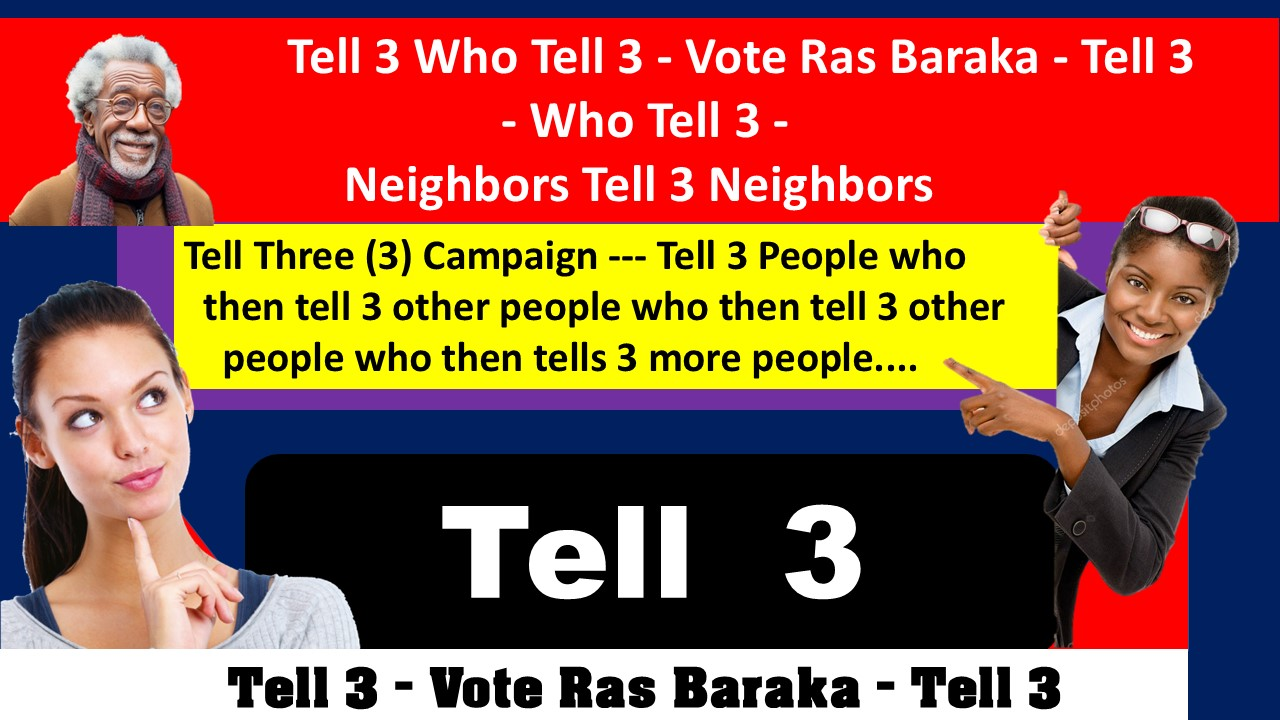 Tell 3 Who Tell 3 - Vote Ras Baraka - Tell 3
- Who Tell 3 -
Neighbors Tell 3 Neighbors
Tell Three (3) Campaign --- Tell 3 People who
then tell 3 other people who then tell 3 other
people who then tells 3 more people....
depositphotos
Tell 3
Tell 3 - Vote Ras Baraka - Tell 3